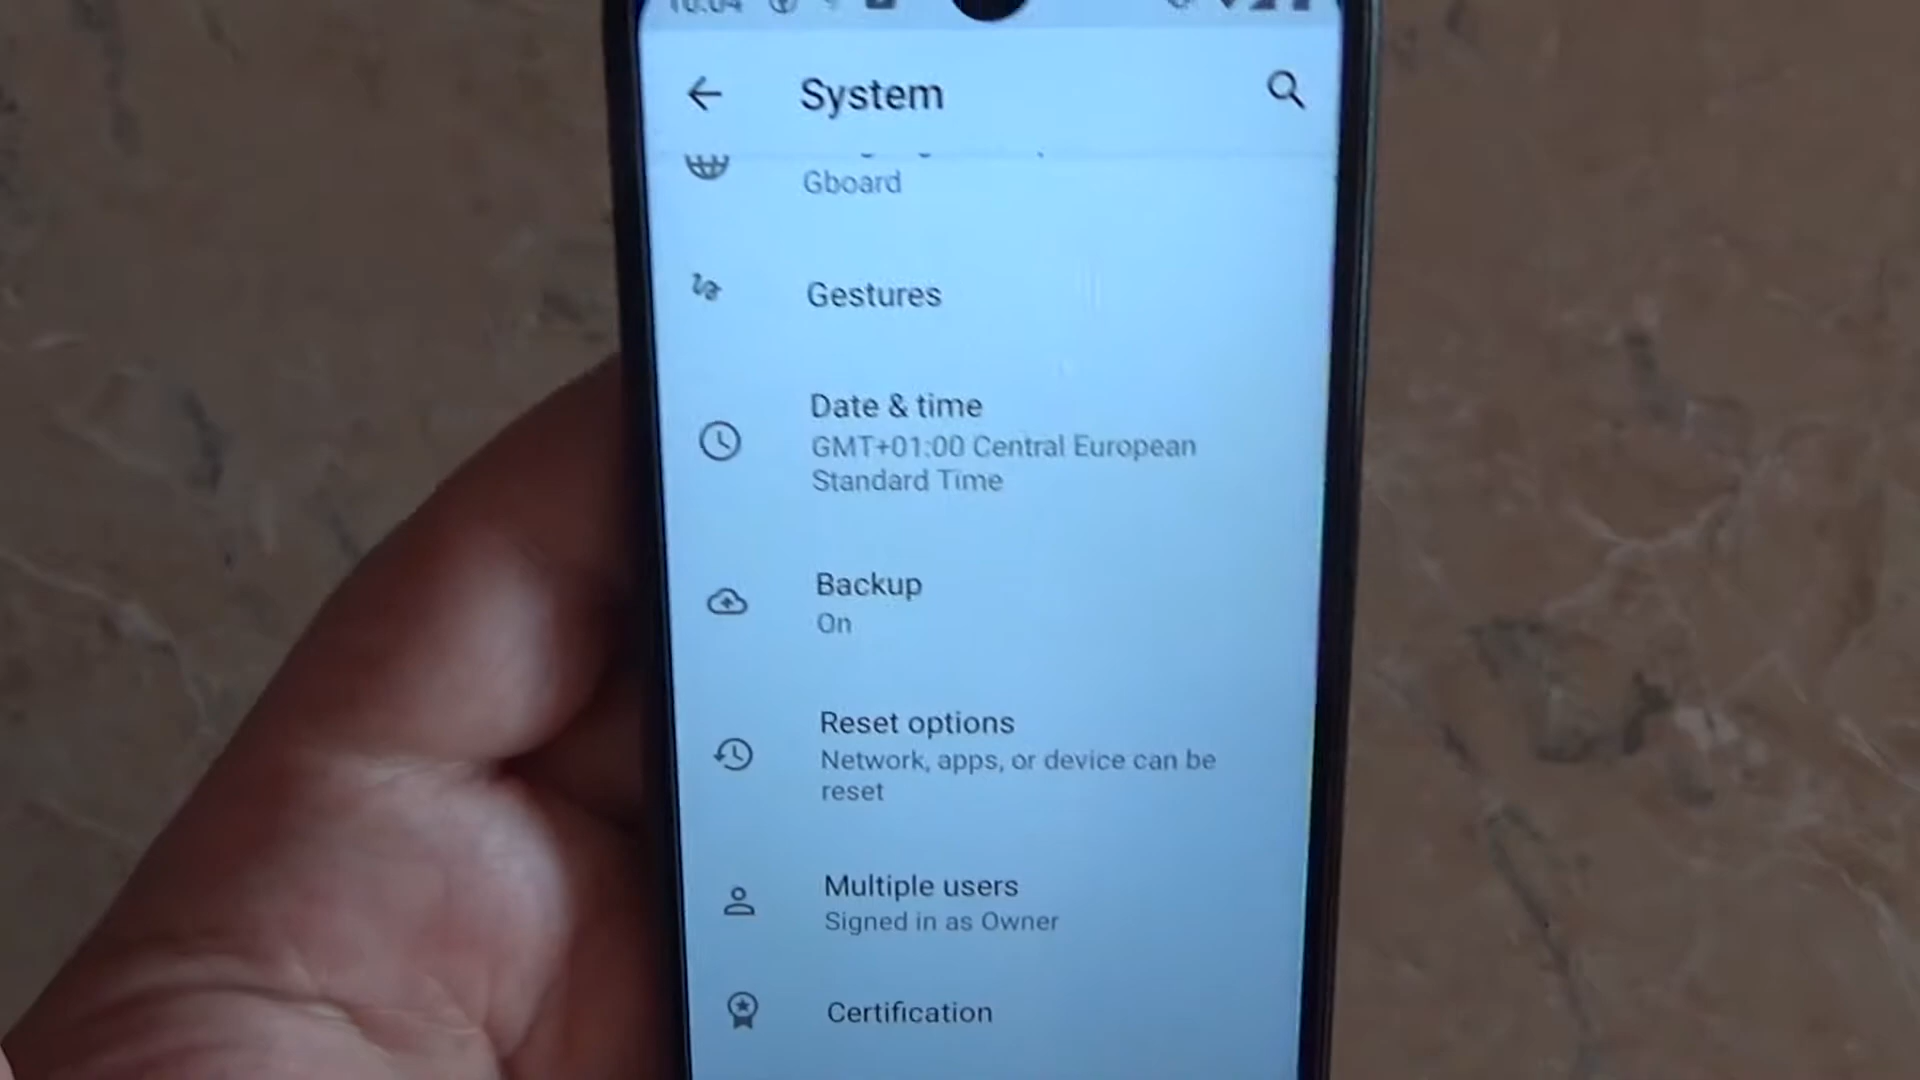 System
Gboard
Gestures
Date & time
GMT+01:00 Central European
Standard Time
Backup
On
Reset options
Network, apps, or device can be
reset
Multiple users
Signed in as Owner
Certification